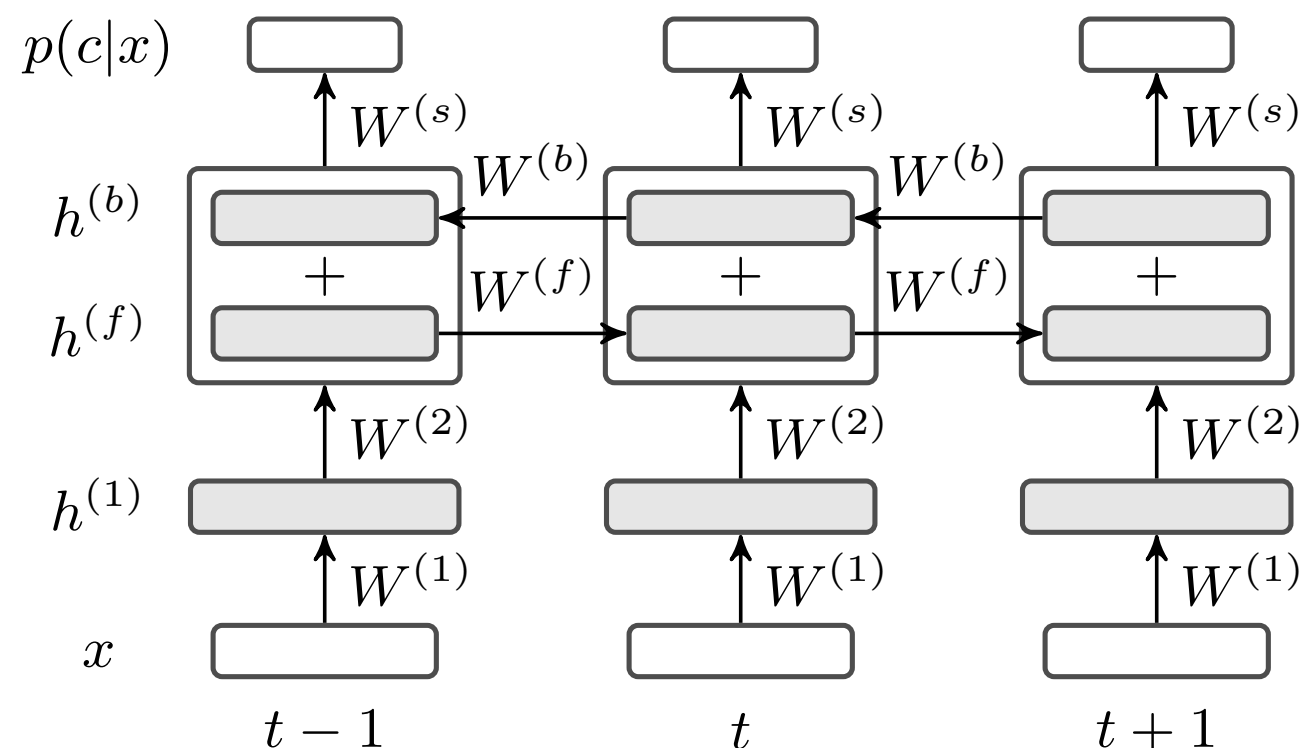 p(c|x)
W^(s) W^(s) W^(s)
W^(b) W^(b)
h^(b)
+ W^(f) + W^(f) +
h^(f)
W^(2) W^(2) W^(2)
h^(1)
W^(1) W^(1) W^(1)
x
t − 1 t t + 1